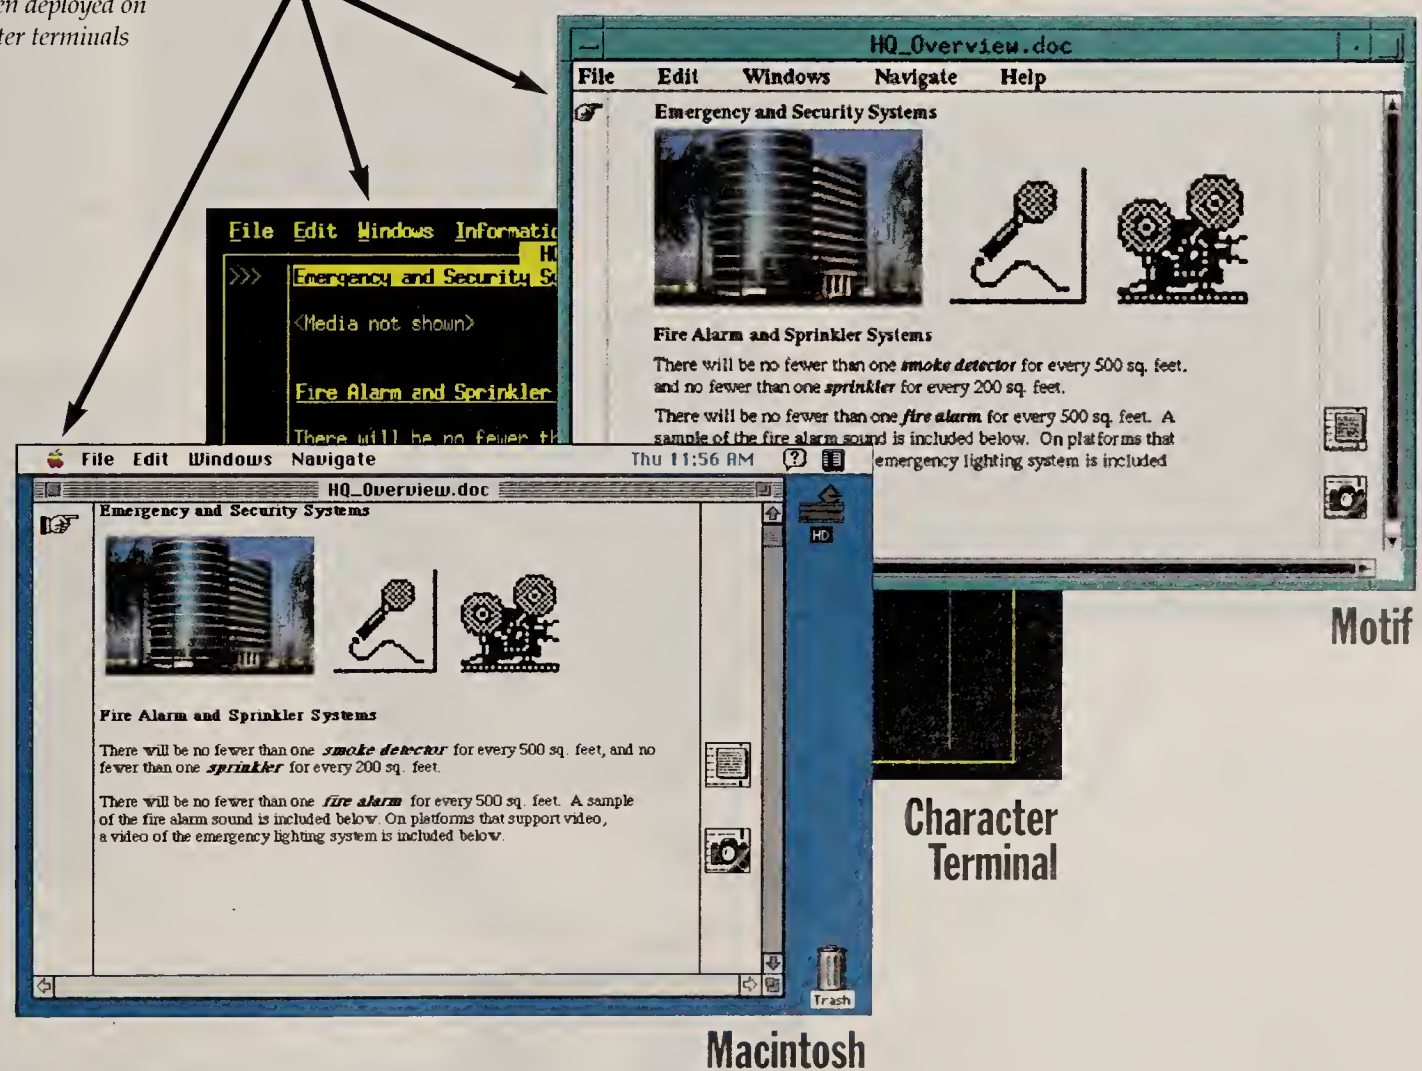 en deployed on
ter terminals
HQ_Overview.doc
File Edit Windows Navigate Help
Emergency and Security Systems
Fire Alarm and Sprinkler Systems
There will be no fewer than one smoke detector for every 500 sq. feet,
and no fewer than one sprinkler for every 200 sq. feet.
There will be no fewer than one fire alarm for every 500 sq. feet. A
sample of the fire alarm sound is included below. On platforms that
emergency lighting system is included
Motif
File Edit Windows Informatio
HQ
>>> Emergency and Security Sy
<Media not shown>
Fire Alarm and Sprinkler
There will be no fewer th
Character
Terminal
File Edit Windows Navigate Thu 11:56 AM
HQ_Overview.doc
HD
Emergency and Security Systems
Fire Alarm and Sprinkler Systems
There will be no fewer than one smoke detector for every 500 sq. feet, and no
fewer than one sprinkler for every 200 sq. feet.
There will be no fewer than one fire alarm for every 500 sq. feet. A sample
of the fire alarm sound is included below. On platforms that support video,
a video of the emergency lighting system is included below.
Trash
Macintosh